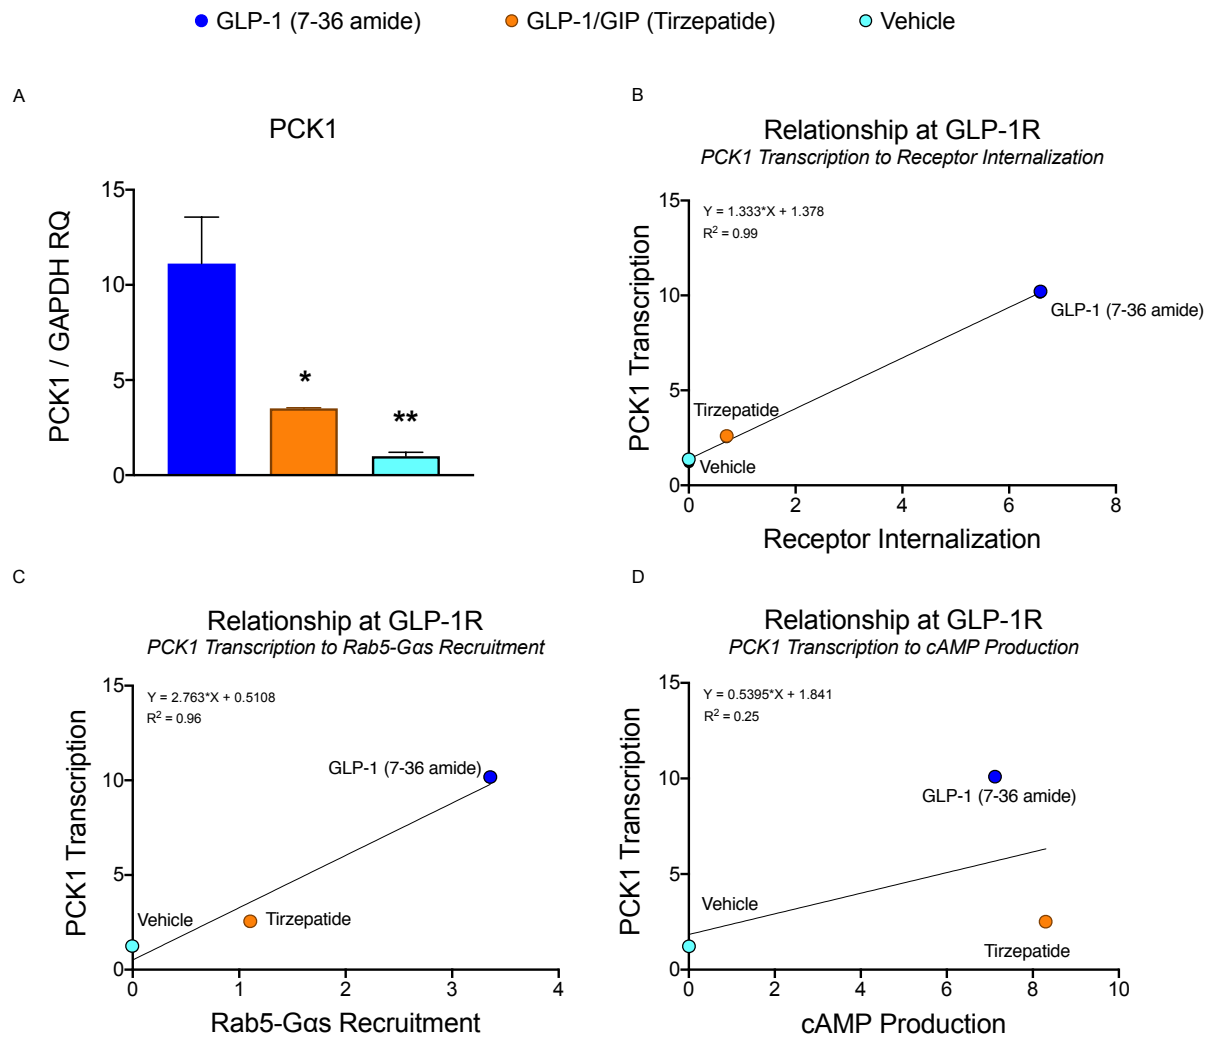 GLP-1 (7-36 amide) GLP-1/GIP (Tirzepatide) Vehicle
A
PCK1
PCK1 / GAPDH RQ
15
10
5
0
*
**
B
Relationship at GLP-1R
PCK1 Transcription to Receptor Internalization
PCK1 Transcription
15
10
5
0
Y = 1.333*X + 1.378
R² = 0.99
GLP-1 (7-36 amide)
Tirzepatide
Vehicle
0 2 4 6 8
Receptor Internalization
C
Relationship at GLP-1R
PCK1 Transcription to Rab5-Gαs Recruitment
PCK1 Transcription
15
10
5
0
Y = 2.763*X + 0.5108
R² = 0.96
GLP-1 (7-36 amide)
Vehicle
Tirzepatide
0 1 2 3 4
Rab5-Gαs Recruitment
D
Relationship at GLP-1R
PCK1 Transcription to cAMP Production
PCK1 Transcription
15
10
5
0
Y = 0.5395*X + 1.841
R² = 0.25
GLP-1 (7-36 amide)
Vehicle
Tirzepatide
0 2 4 6 8 10
cAMP Production